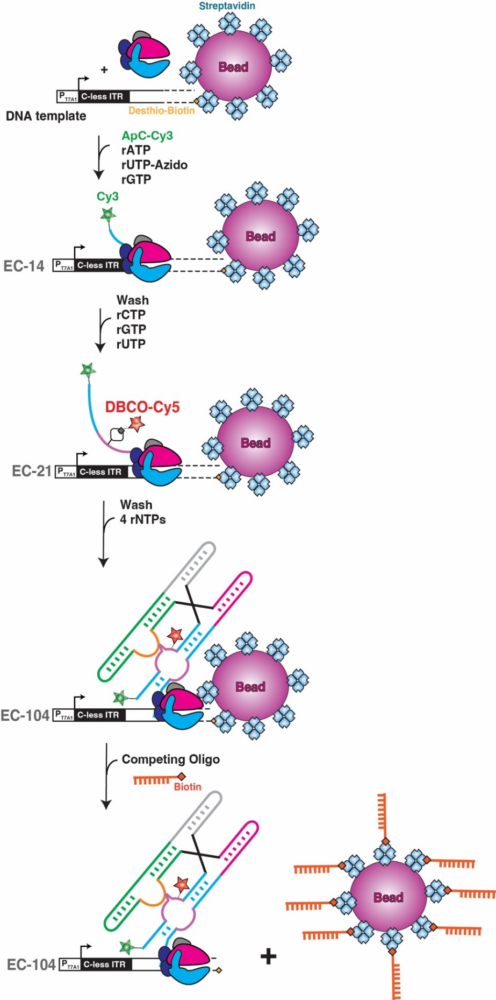 Streptavidin
Bead
+
PT7A1 C-less ITR
Desthio-Biotin
DNA template
ApC-Cy3
rATP
rUTP-Azido
rGTP
Cy3
Bead
EC-14 PT7A1 C-less ITR
Wash
rCTP
rGTP
rUTP
DBCO-Cy5
Bead
EC-21 PT7A1 C-less ITR
Wash
4 rNTPs
Bead
EC-104 PT7A1 C-less ITR
Competing Oligo
Biotin
Bead
EC-104 PT7A1 C-less ITR
+